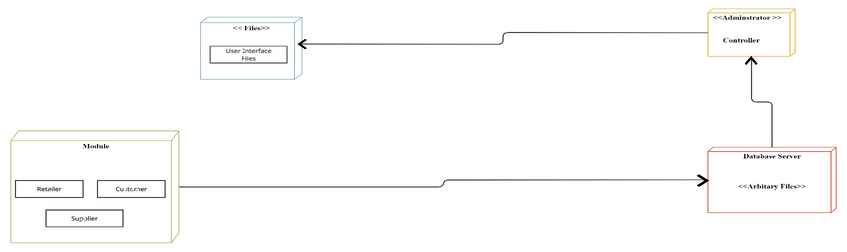 << Files>>
User Interface
Files
<<Adminstrator >>
Controller
Module
Retailer
Customer
Supplier
Database Server
<<Arbitary Files>>